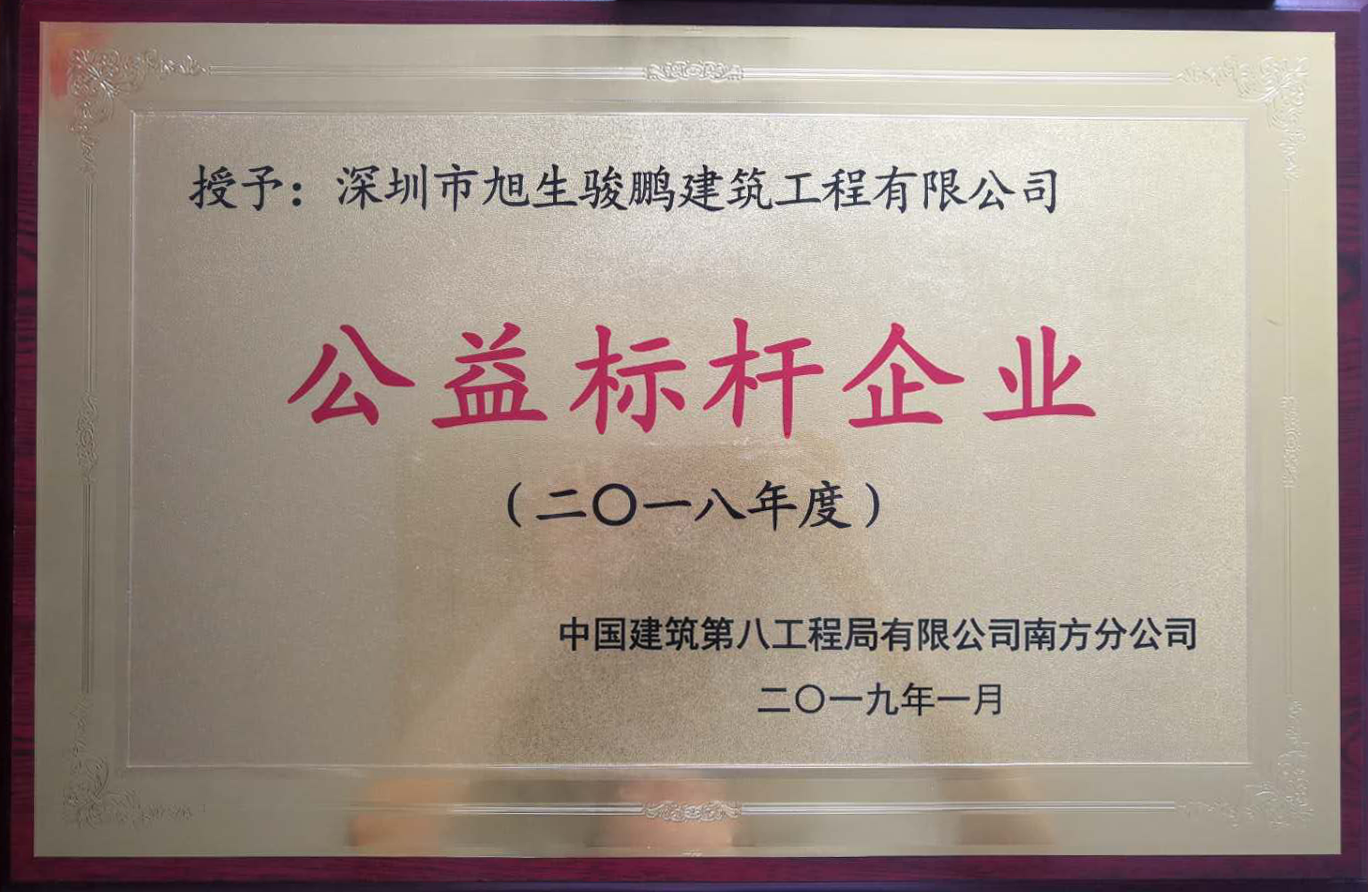 授予：深圳市旭生骏鹏建筑工程有限公司
公益标杆企业
（二〇一八年度）
中国建筑第八工程局有限公司南方分公司
二〇一九年一月